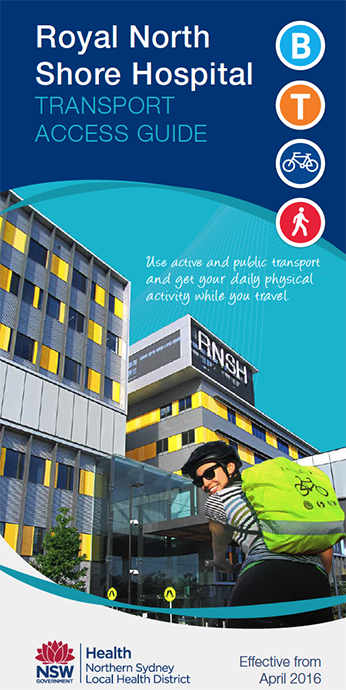 Royal North
Shore Hospital
TRANSPORT
ACCESS GUIDE
B
T
Use active and public transport
and get your daily physical
activity while you travel.
RNSH
Health
Northern Sydney
Local Health District
NSW
GOVERNMENT
Effective from
April 2016